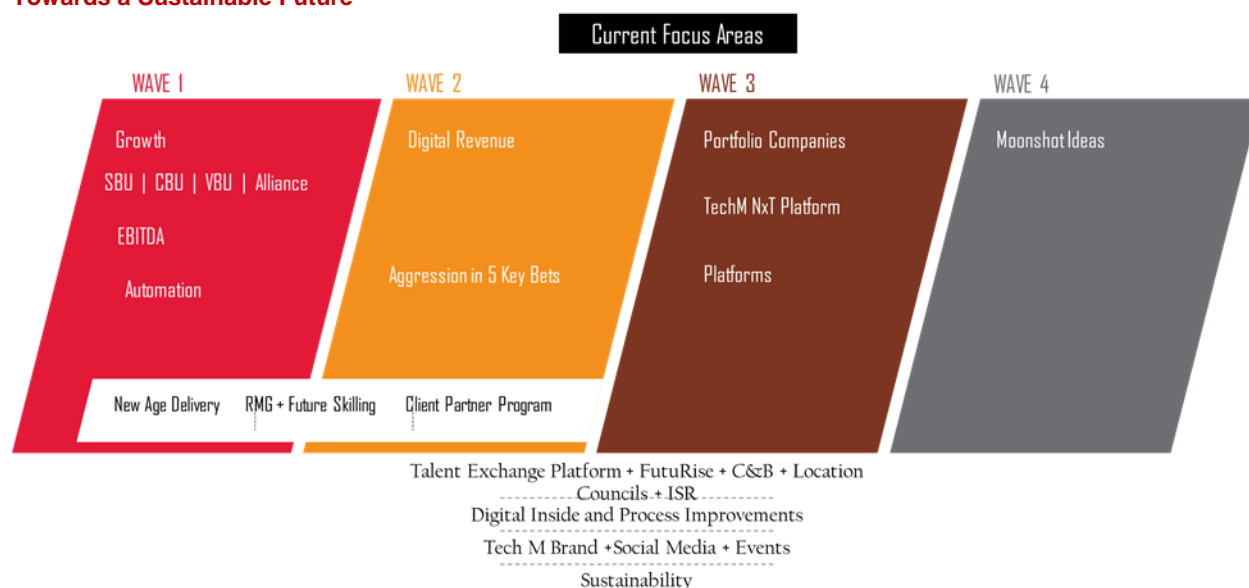 Towards a Sustainable Future
Current Focus Areas
WAVE 1
Growth
SBU | CBU | VBU | Alliance
EBITDA
Automation
WAVE 2
Digital Revenue
Aggression in 5 Key Bets
WAVE 3
Portfolio Companies
TechM NxT Platform
Platforms
WAVE 4
Moonshot Ideas
New Age Delivery
RMG + Future Skilling
Client Partner Program
Talent Exchange Platform + FutuRise + C&B + Location
Councils + ISR
Digital Inside and Process Improvements
Tech M Brand +Social Media + Events
Sustainability